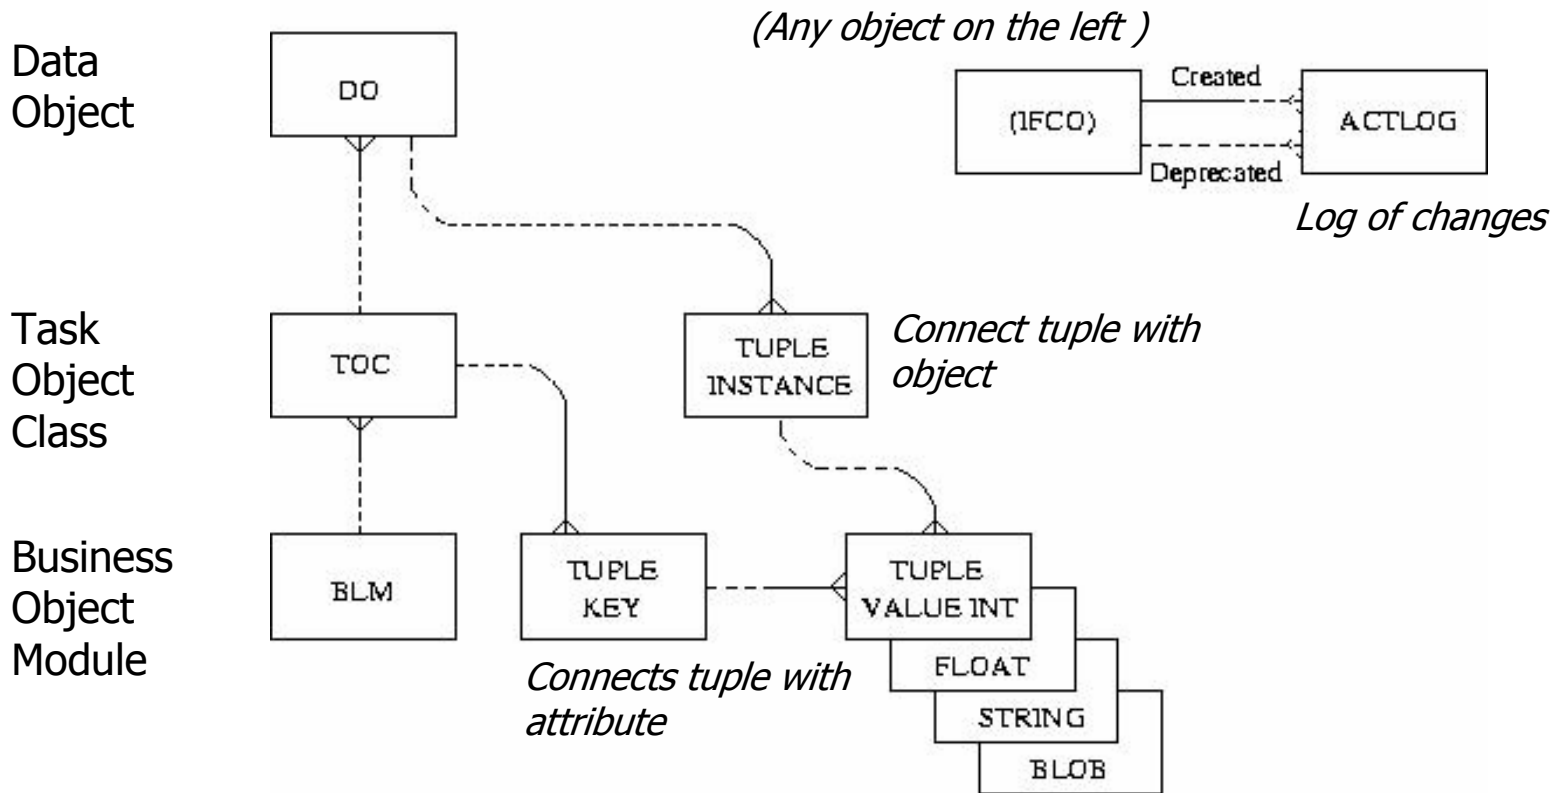 (Any object on the left )
Data
Object
DO
Created
(IFCO)
ACTLOG
Deprecated
Log of changes
Task
Object
Class
TOC
TUPLE
INSTANCE
Connect tuple with
object
Business
Object
Module
BLM
TUPLE
KEY
TUPLE
VALUE INT
FLOAT
STRING
BLOB
Connects tuple with
attribute